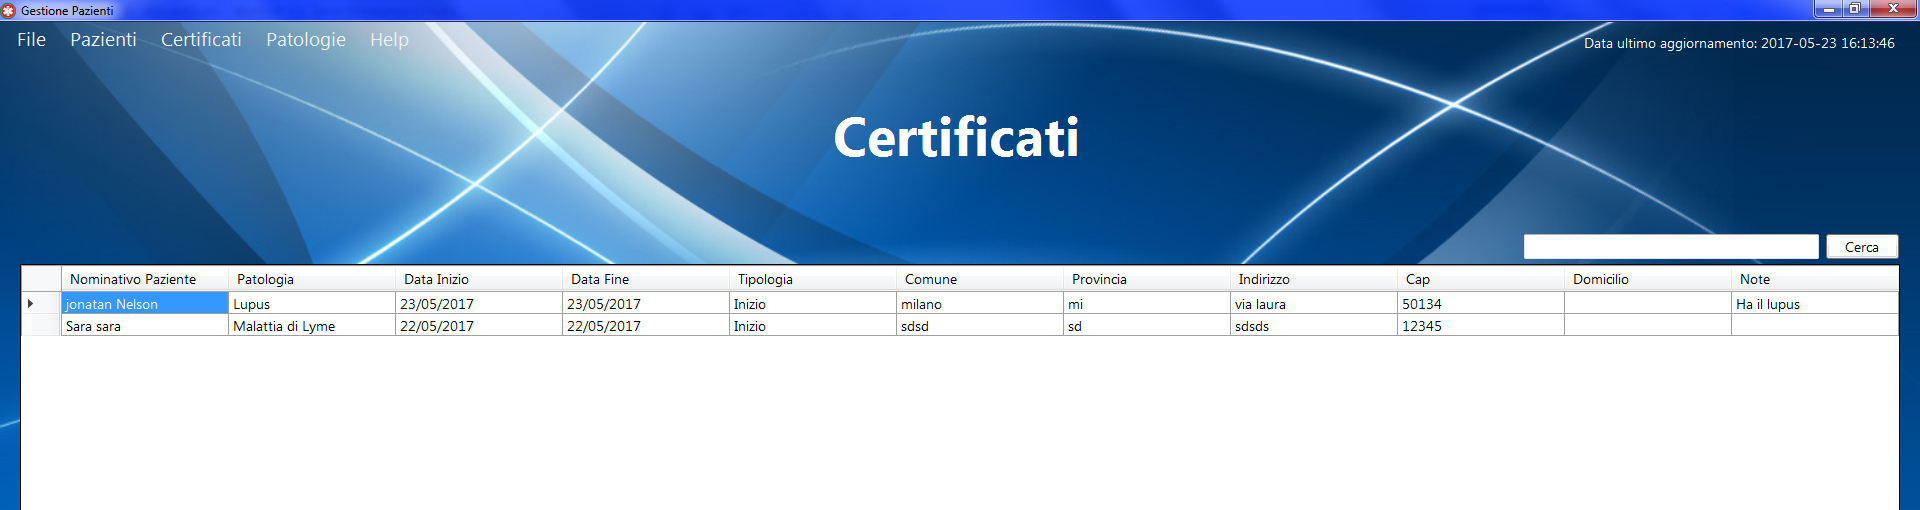 Gestione Pazienti
File Pazienti Certificati Patologie Help
Data ultimo aggiornamento: 2017-05-23 16:13:46
Certificati
Cerca
Nominativo Paziente Patologia Data Inizio Data Fine Tipologia Comune Provincia Indirizzo Cap Domicilio Note
jonatan Nelson Lupus 23/05/2017 23/05/2017 Inizio milano mi via laura 50134 Ha il lupus
Sara sara Malattia di Lyme 22/05/2017 22/05/2017 Inizio sdsd sd sdsds 12345